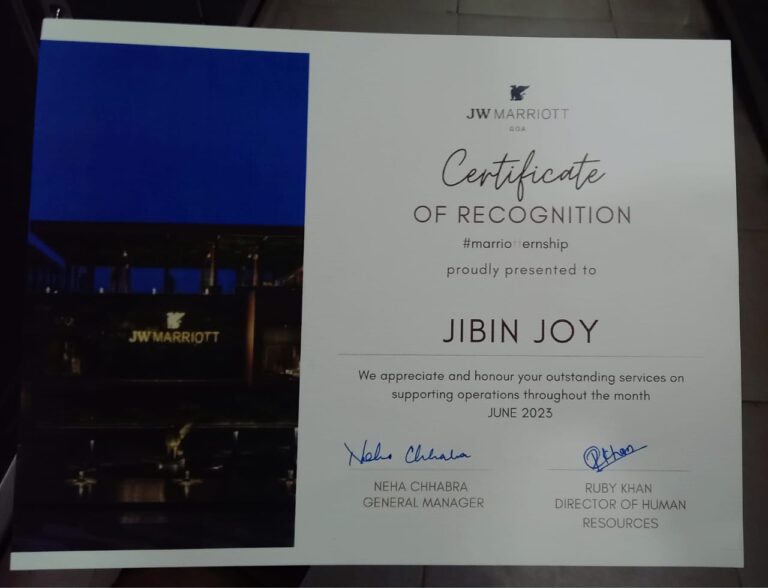 JW MARRIOTT
GOA
Certificate
OF RECOGNITION
#marriotternship
proudly presented to
JIBIN JOY
We appreciate and honour your outstanding services on
supporting operations throughout the month
JUNE 2023
Neha Chhabra
RKhan
NEHA CHHABRA
GENERAL MANAGER
RUBY KHAN
DIRECTOR OF HUMAN
RESOURCES
JW MARRIOTT